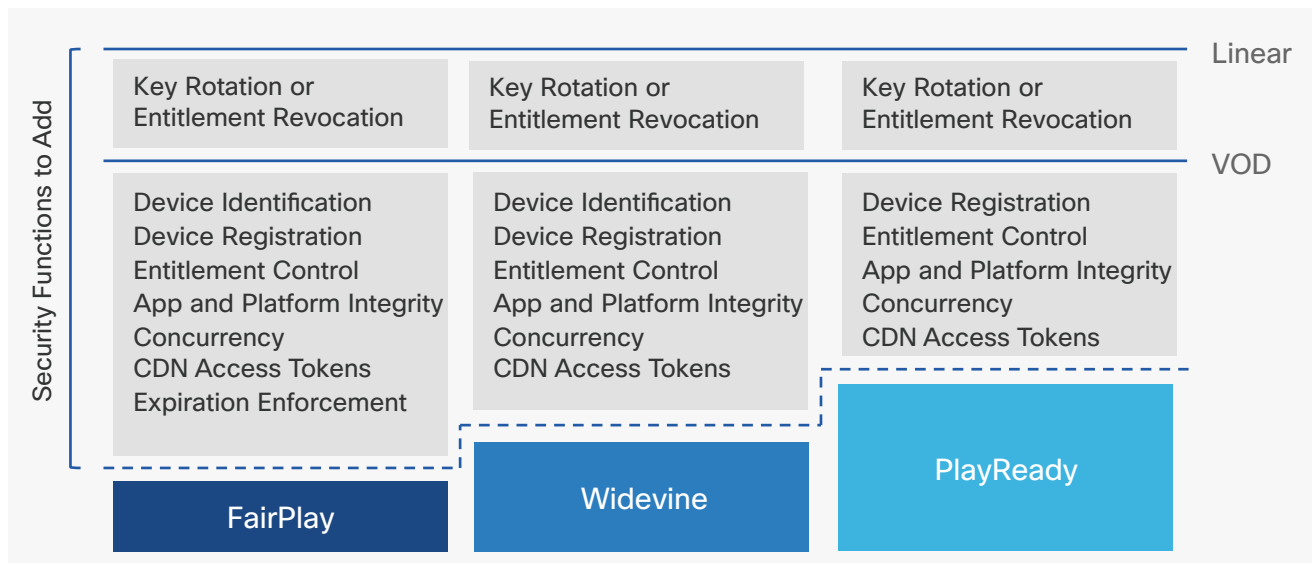 Security Functions to Add
Linear
Key Rotation or
Entitlement Revocation
Key Rotation or
Entitlement Revocation
Key Rotation or
Entitlement Revocation
VOD
Device Identification
Device Registration
Entitlement Control
App and Platform Integrity
Concurrency
CDN Access Tokens
Expiration Enforcement
Device Identification
Device Registration
Entitlement Control
App and Platform Integrity
Concurrency
CDN Access Tokens
Device Registration
Entitlement Control
App and Platform Integrity
Concurrency
CDN Access Tokens
FairPlay
Widevine
PlayReady